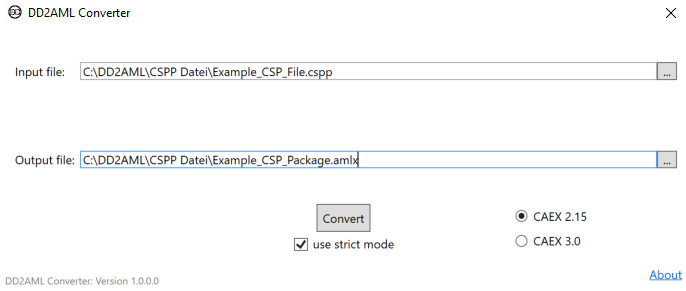 DD2AML Converter
Input file: C:\DD2AML\CSPP Datei\Example_CSP_File.cspp ...
Output file: C:\DD2AML\CSPP Datei\Example_CSP_Package.amlx ...
Convert
CAEX 2.15
use strict mode
CAEX 3.0
About
DD2AML Converter: Version 1.0.0.0